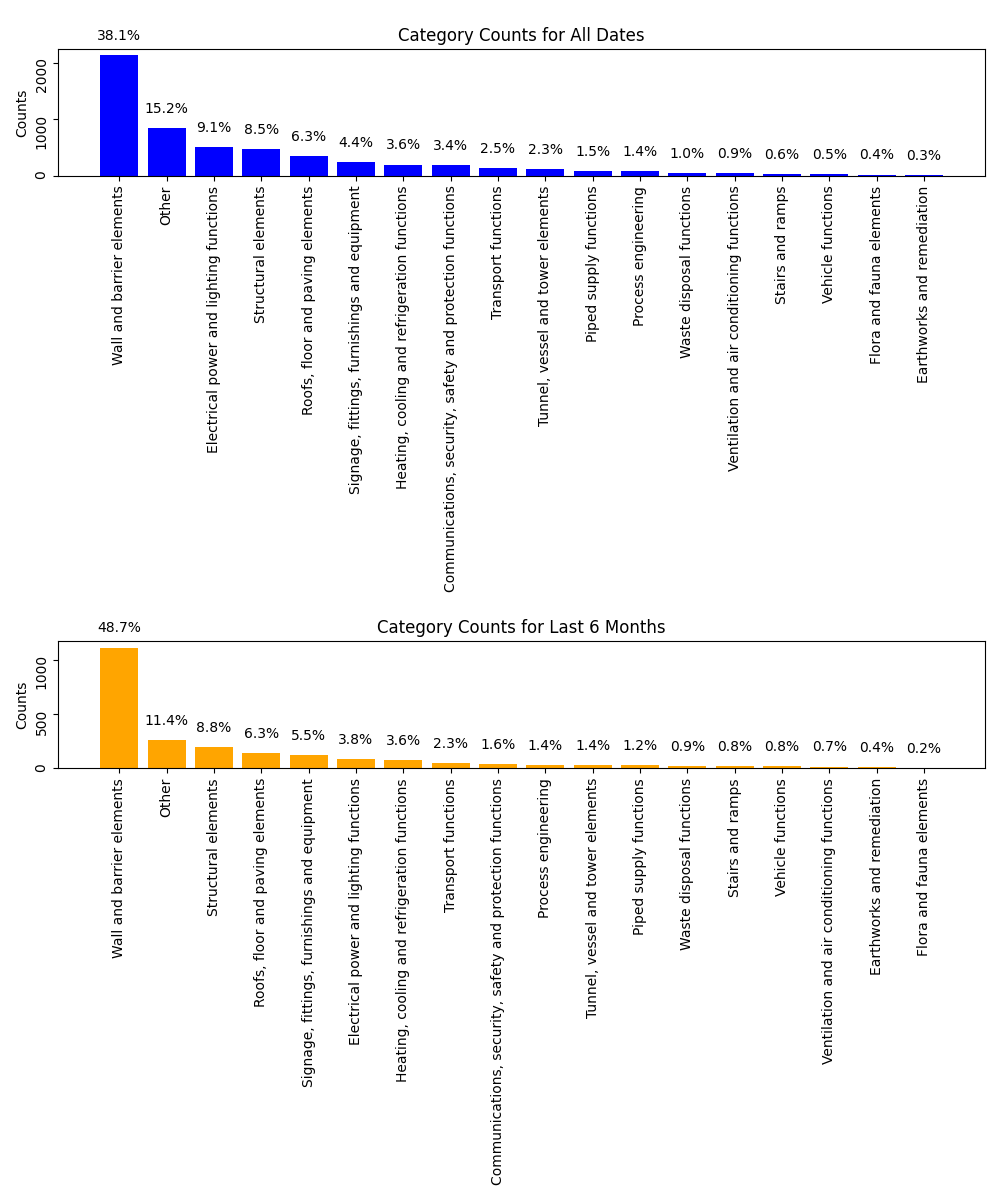 Category Counts for All Dates
Counts
2000
1000
0
38.1%
15.2%
9.1%
8.5%
6.3%
4.4%
3.6%
3.4%
2.5%
2.3%
1.5%
1.4%
1.0%
0.9%
0.6%
0.5%
0.4%
0.3%
Wall and barrier elements
Other
Electrical power and lighting functions
Structural elements
Roofs, floor and paving elements
Signage, fittings, furnishings and equipment
Heating, cooling and refrigeration functions
Communications, security, safety and protection functions
Transport functions
Tunnel, vessel and tower elements
Piped supply functions
Process engineering
Waste disposal functions
Ventilation and air conditioning functions
Stairs and ramps
Vehicle functions
Flora and fauna elements
Earthworks and remediation
Category Counts for Last 6 Months
Counts
1000
500
0
48.7%
11.4%
8.8%
6.3%
5.5%
3.8%
3.6%
2.3%
1.6%
1.4%
1.4%
1.2%
0.9%
0.8%
0.8%
0.7%
0.4%
0.2%
Wall and barrier elements
Other
Structural elements
Roofs, floor and paving elements
Signage, fittings, furnishings and equipment
Electrical power and lighting functions
Heating, cooling and refrigeration functions
Transport functions
Communications, security, safety and protection functions
Process engineering
Tunnel, vessel and tower elements
Piped supply functions
Waste disposal functions
Stairs and ramps
Vehicle functions
Ventilation and air conditioning functions
Earthworks and remediation
Flora and fauna elements